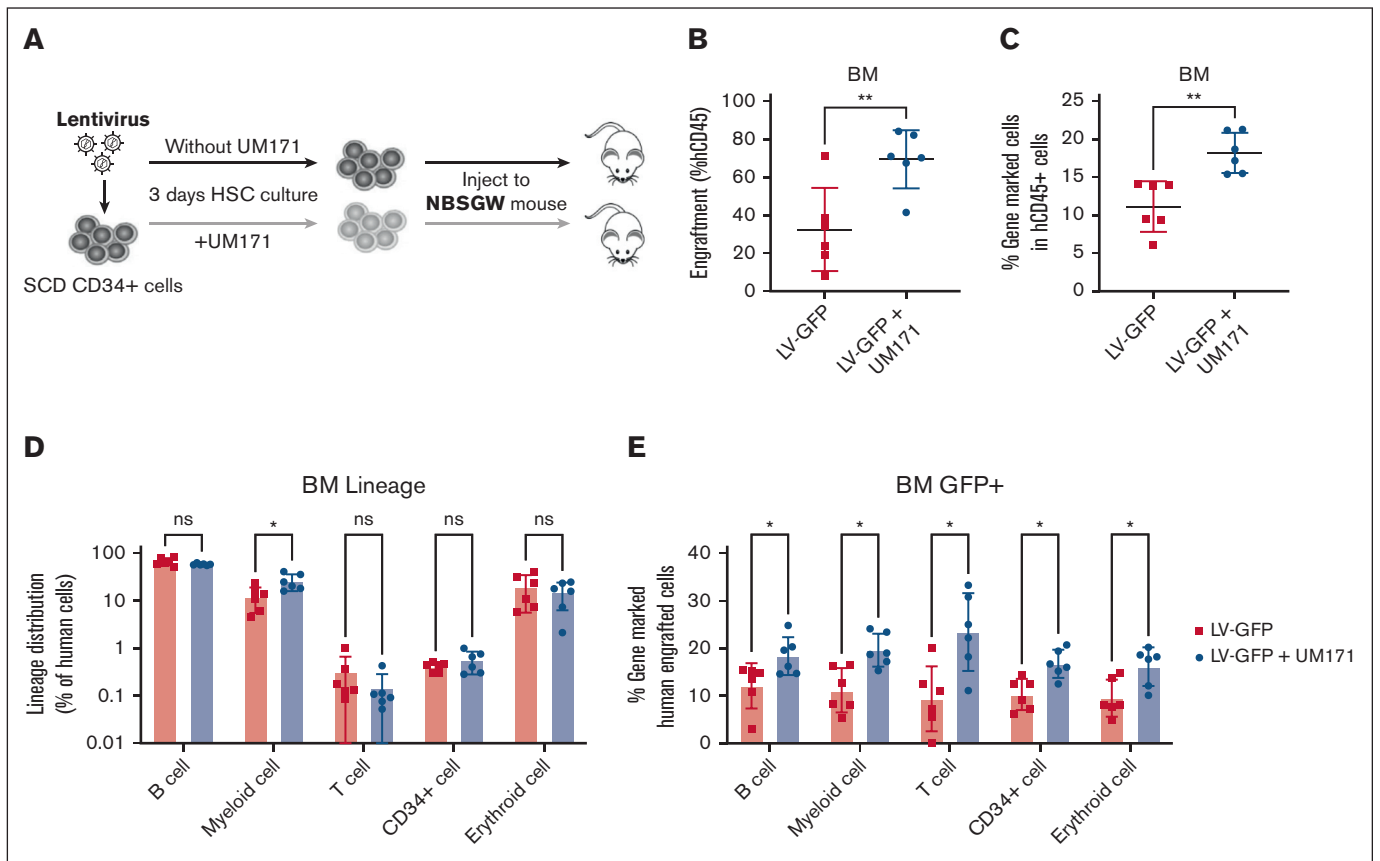 A
Lentivirus
Without UM171
3 days HSC culture
+UM171
SCD CD34+ cells
Inject to
NBSGW mouse
B
BM
**
Engraftment (%hCD45)
100
80
60
40
20
0
LV-GFP
LV-GFP +
UM171
C
BM
**
% Gene marked cells
in hCD45+ cells
25
20
15
10
5
0
LV-GFP
LV-GFP +
UM171
D
BM Lineage
ns
*
ns
ns
ns
Lineage distribution
(% of human cells)
100
10
1
0.1
0.01
B cell
Myeloid cell
T cell
CD34+ cell
Erythroid cell
E
BM GFP+
*
*
*
*
*
% Gene marked
human engrafted cells
40
30
20
10
0
B cell
Myeloid cell
T cell
CD34+ cell
Erythroid cell
LV-GFP
LV-GFP + UM171